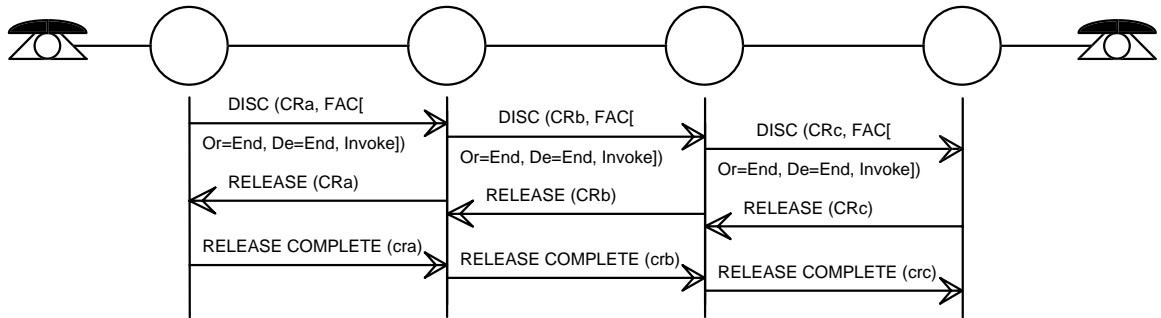 DISC (CRa, FAC[
Or=End, De=End, Invoke])
DISC (CRb, FAC[
Or=End, De=End, Invoke])
DISC (CRc, FAC[
Or=End, De=End, Invoke])
RELEASE (CRa)
RELEASE (CRb)
RELEASE (CRc)
RELEASE COMPLETE (cra)
RELEASE COMPLETE (crb)
RELEASE COMPLETE (crc)